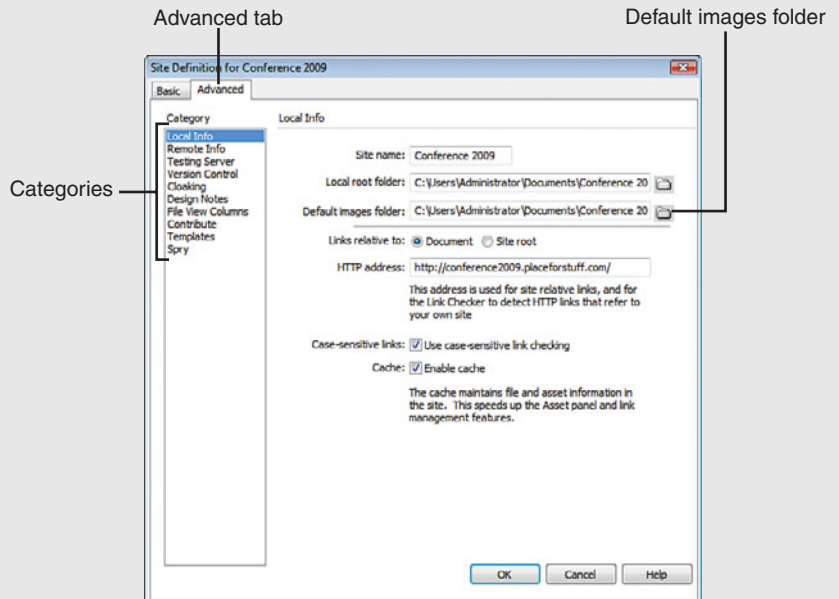 Advanced tab
Default images folder
Site Definition for Conference 2009
Basic Advanced
Category
Local Info
Local Info
Remote Info
Testing Server
Version Control
Cloaking
Design Notes
File View Columns
Contribute
Templates
Spry
Categories
Site name: Conference 2009
Local root folder: C:\Users\Administrator\Documents\Conference 20
Default images folder: C:\Users\Administrator\Documents\Conference 20
Links relative to: Document Site root
HTTP address: http://conference2009.placeforstuff.com/
This address is used for site relative links, and for
the Link Checker to detect HTTP links that refer to
your own site
Case-sensitive links: Use case-sensitive link checking
Cache: Enable cache
The cache maintains file and asset information in
the site. This speeds up the Asset panel and link
management features.
OK Cancel Help